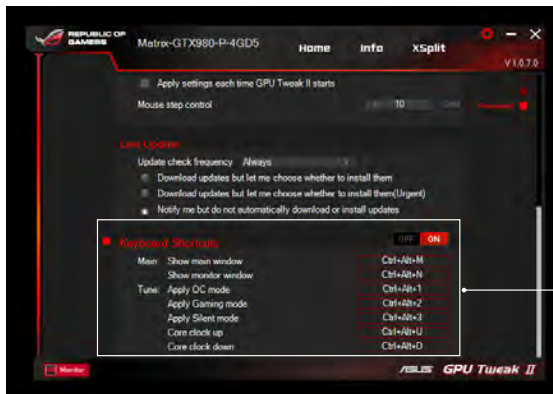 REPUBLIC OF
GAMERS
Matrix-GTX980-P-4GD5
Home Info XSplit
V1.0.7.0
Apply settings each time GPU Tweak II starts
Mouse step control 10
Live Update
Update check frequency Always
Download updates but let me choose whether to install them
Download updates but let me choose whether to install them(Urgent)
Notify me but do not automatically download or install updates
Keyboard Shortcuts OFF ON
Main: Show main window Ctrl+Alt+M
Show monitor window Ctrl+Alt+N
Tune: Apply OC mode Ctrl+Alt+1
Apply Gaming mode Ctrl+Alt+2
Apply Silent mode Ctrl+Alt+3
Core clock up Ctrl+Alt+U
Core clock down Ctrl+Alt+D
Monitor
ASUS GPU Tweak II